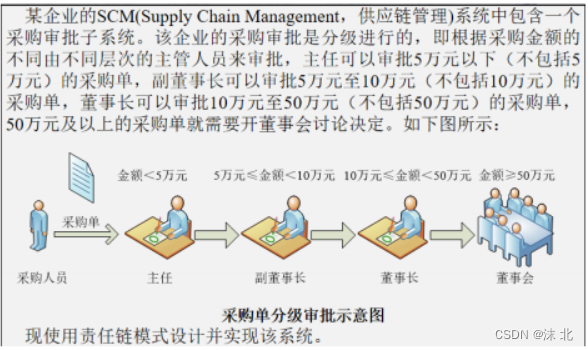 某企业的SCM(Supply Chain Management，供应链管理)系统中包含一个
采购审批子系统。该企业的采购审批是分级进行的，即根据采购金额的
不同由不同层次的主管人员来审批，主任可以审批5万元以下（不包括5
万元）的采购单，副董事长可以审批5万元至10万元（不包括10万元）的
采购单，董事长可以审批10万元至50万元（不包括50万元）的采购单，
50万元及以上的采购单就需要开董事会讨论决定。如下图所示：
金额<5万元
5万元≤金额<10万元
10万元≤金额<50万元
金额≥50万元
采购单
采购人员
主任
副董事长
董事长
董事会
采购单分级审批示意图
现使用责任链模式设计并实现该系统。
CSDN @沫 北